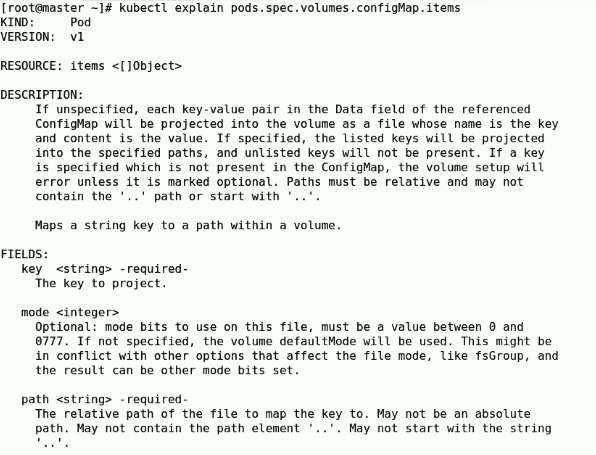 [root@master ~]# kubectl explain pods.spec.volumes.configMap.items
KIND:     Pod
VERSION:  v1
RESOURCE: items <[]Object>
DESCRIPTION:
     If unspecified, each key-value pair in the Data field of the referenced
     ConfigMap will be projected into the volume as a file whose name is the key
     and content is the value. If specified, the listed keys will be projected
     into the specified paths, and unlisted keys will not be present. If a key
     is specified which is not present in the ConfigMap, the volume setup will
     error unless it is marked optional. Paths must be relative and may not
     contain the '..' path or start with '..'.
     Maps a string key to a path within a volume.
FIELDS:
   key  <string> -required-
     The key to project.
   mode <integer>
     Optional: mode bits to use on this file, must be a value between 0 and
     0777. If not specified, the volume defaultMode will be used. This might be
     in conflict with other options that affect the file mode, like fsGroup, and
     the result can be other mode bits set.
   path <string> -required-
     The relative path of the file to map the key to. May not be an absolute
     path. May not contain the path element '..'. May not start with the string
     '..'.